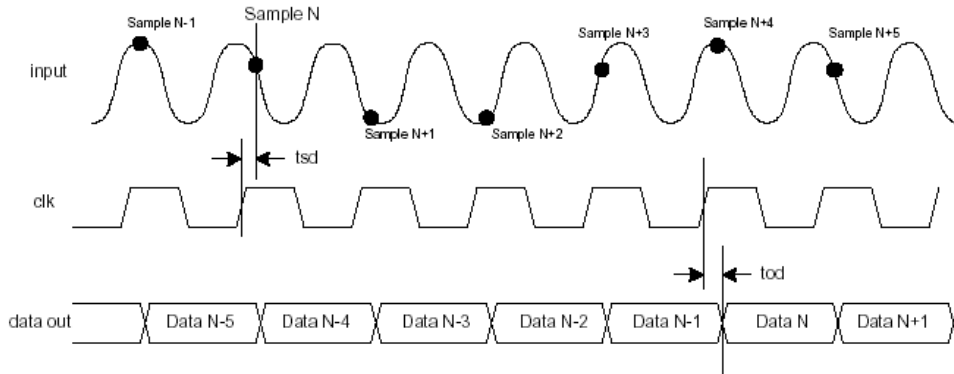 Sample N-1
Sample N
Sample N+3
Sample N+4
Sample N+5
input
Sample N+1
Sample N+2
tsd
clk
tod
data out
Data N-5
Data N-4
Data N-3
Data N-2
Data N-1
Data N
Data N+1